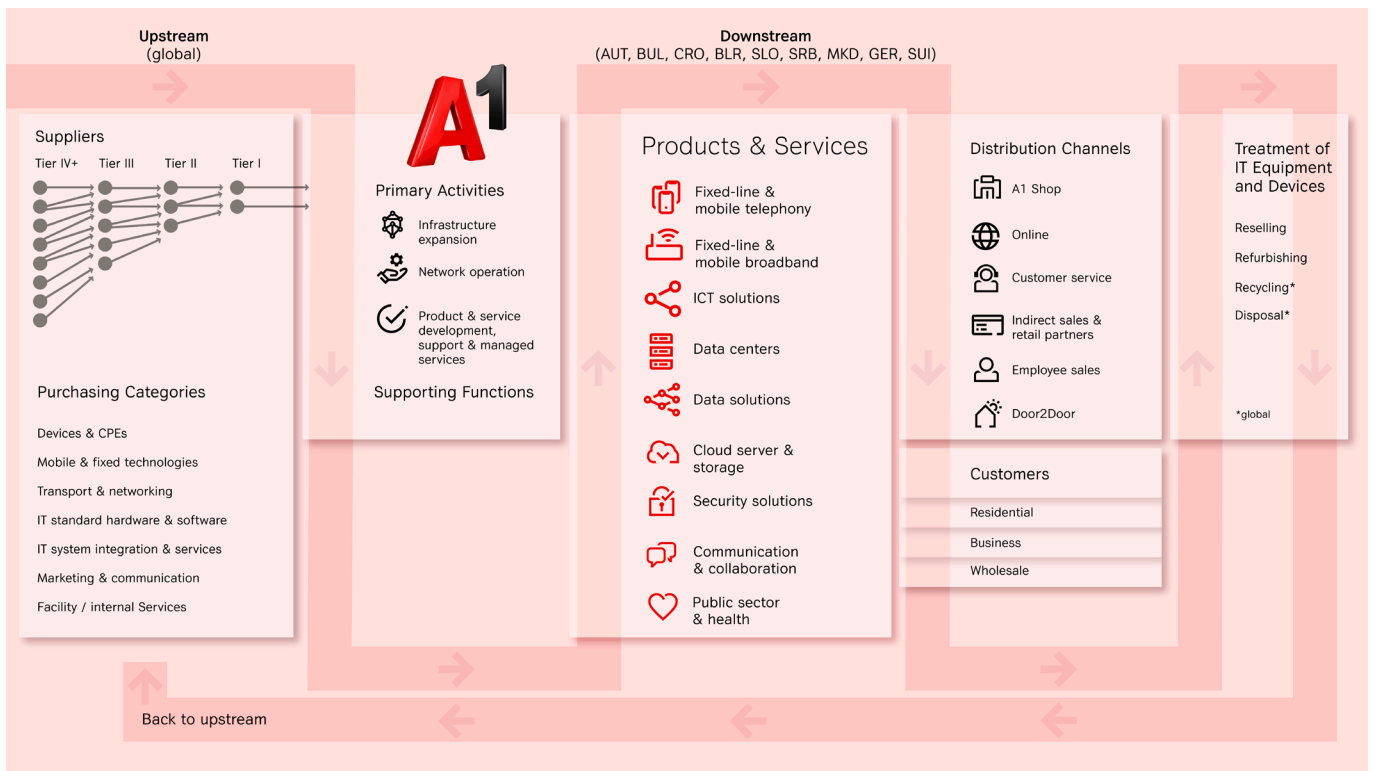 Upstream
(global)
Downstream
(AUT, BUL, CRO, BLR, SLO, SRB, MKD, GER, SUI)
Suppliers
Tier IV+ Tier III Tier II Tier I
Purchasing Categories
Devices & CPEs
Mobile & fixed technologies
Transport & networking
IT standard hardware & software
IT system integration & services
Marketing & communication
Facility / internal Services
A1
Primary Activities
Infrastructure
expansion
Network operation
Product & service
development,
support & managed
services
Supporting Functions
Products & Services
Fixed-line &
mobile telephony
Fixed-line &
mobile broadband
ICT solutions
Data centers
Data solutions
Cloud server &
storage
Security solutions
Communication
& collaboration
Public sector
& health
Distribution Channels
A1 Shop
Online
Customer service
Indirect sales &
retail partners
Employee sales
Door2Door
Customers
Residential
Business
Wholesale
Treatment of
IT Equipment
and Devices
Reselling
Refurbishing
Recycling*
Disposal*
*global
Back to upstream